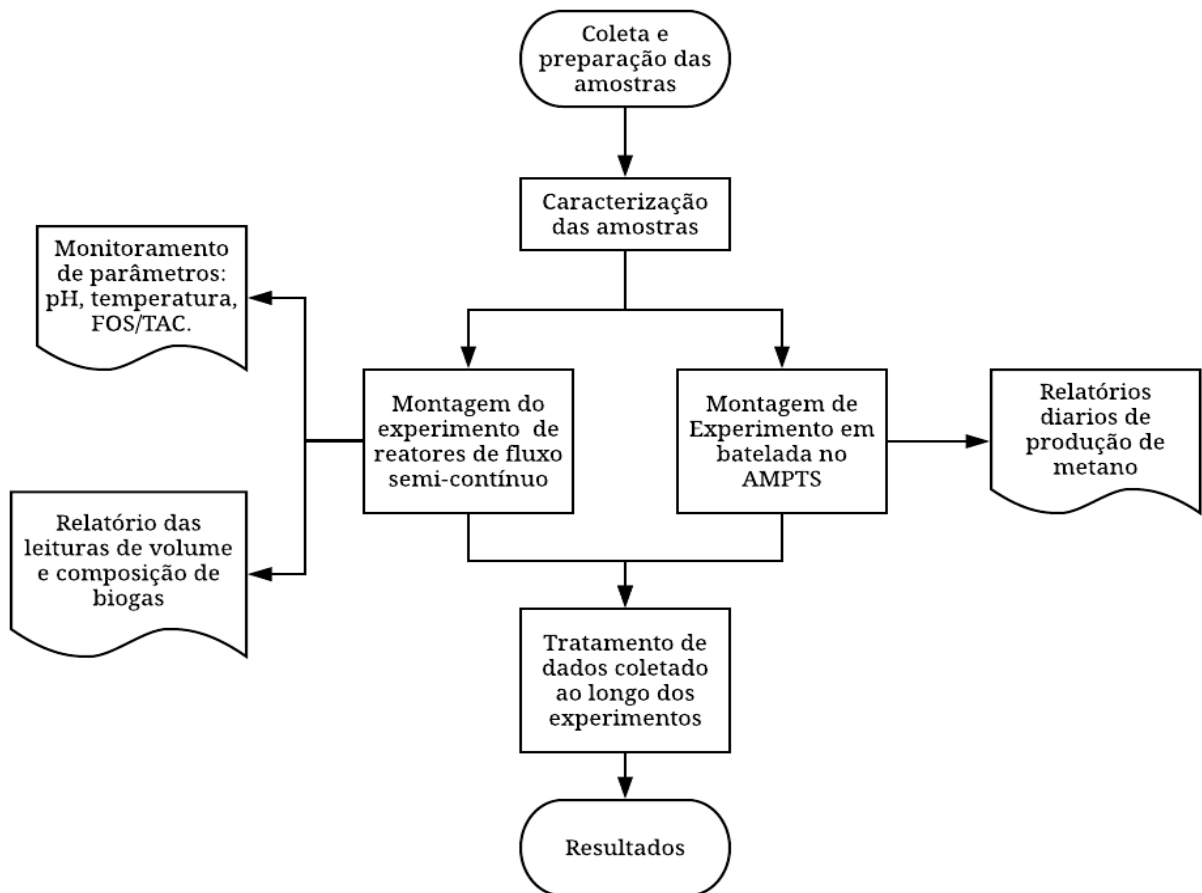 Coleta e
preparação das
amostras
Caracterização
das amostras
Monitoramento
de parâmetros:
pH, temperatura,
FOS/TAC.
Montagem do
experimento de
reatores de fluxo
semi-contínuo
Montagem de
Experimento em
batelada no
AMPTS
Relatórios
diarios de
produção de
metano
Relatório das
leituras de volume
e composição de
biogas
Tratamento de
dados coletado
ao longo dos
experimentos
Resultados